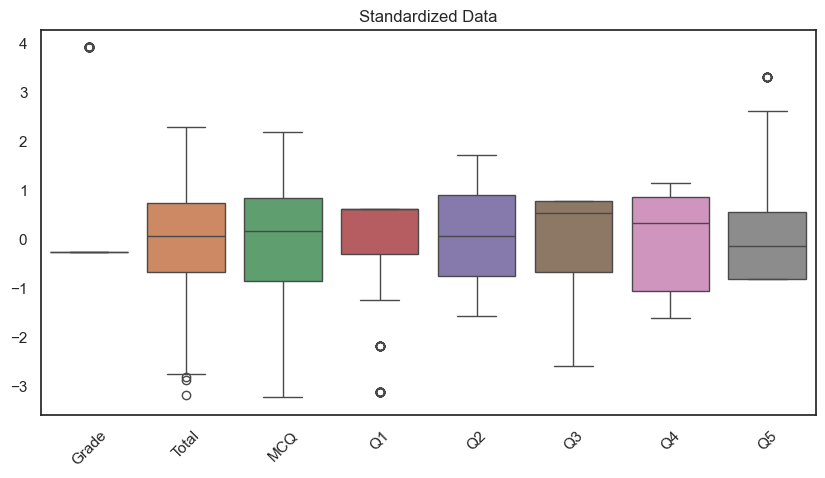 Standardized Data
4
3
2
1
0
−1
−2
−3
Grade
Total
MCQ
Q1
Q2
Q3
Q4
Q5